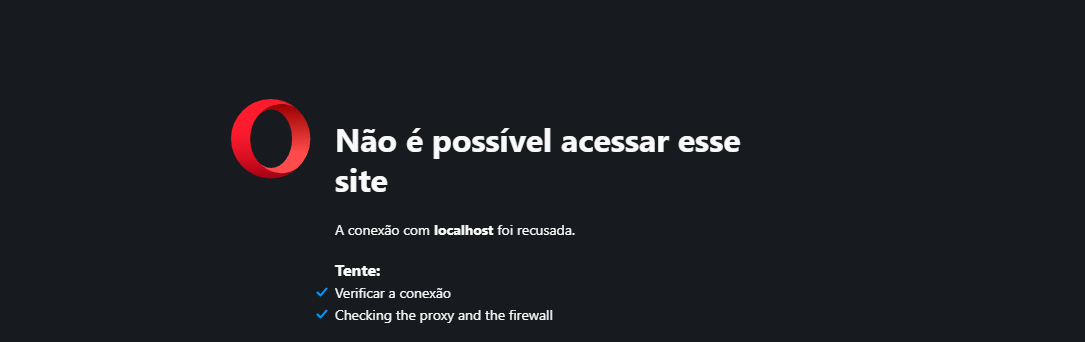 Não é possível acessar esse
site
A conexão com localhost foi recusada.
Tente:
Verificar a conexão
Checking the proxy and the firewall